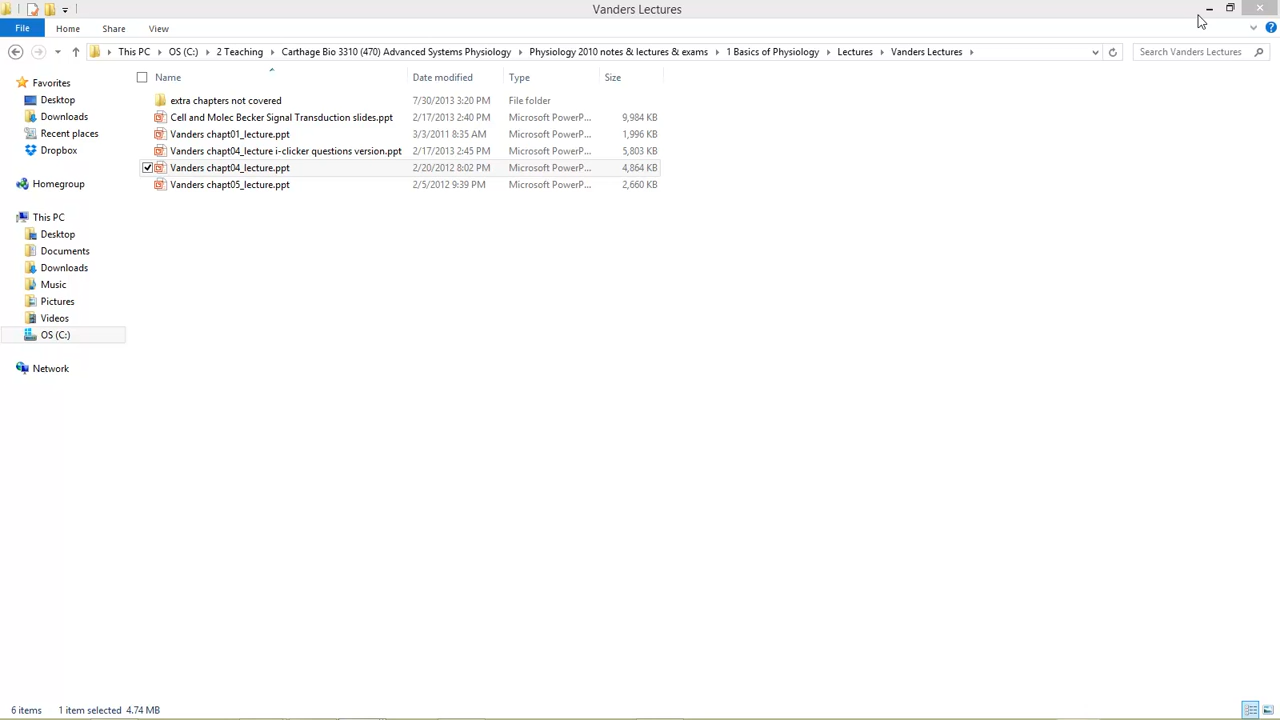 Vanders Lectures
File Home Share View
This PC OS (C:) 2 Teaching Carthage Bio 3310 (470) Advanced Systems Physiology Physiology 2010 notes & lectures & exams 1 Basics of Physiology Lectures Vanders Lectures Search Vanders Lectures
Favorites
Desktop
Downloads
Recent places
Dropbox
Homegroup
This PC
Desktop
Documents
Downloads
Music
Pictures
Videos
OS (C:)
Network
Name Date modified Type Size
extra chapters not covered 7/30/2013 3:20 PM File folder
Cell and Molec Becker Signal Transduction slides.ppt 2/17/2013 2:40 PM Microsoft PowerP... 9,984 KB
Vanders chapt01_lecture.ppt 3/3/2011 8:35 AM Microsoft PowerP... 1,996 KB
Vanders chapt04_lecture i-clicker questions version.ppt 2/17/2013 2:45 PM Microsoft PowerP... 5,803 KB
Vanders chapt04_lecture.ppt 2/20/2012 8:02 PM Microsoft PowerP... 4,864 KB
Vanders chapt05_lecture.ppt 2/5/2012 9:39 PM Microsoft PowerP... 2,660 KB
6 items 1 item selected 4.74 MB